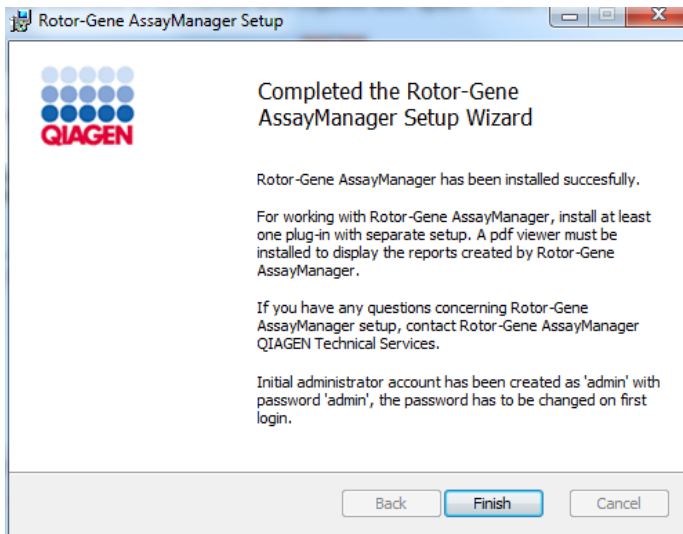 Rotor-Gene AssayManager Setup
QIAGEN
Completed the Rotor-Gene
AssayManager Setup Wizard
Rotor-Gene AssayManager has been installed succesfully.
For working with Rotor-Gene AssayManager, install at least
one plug-in with separate setup. A pdf viewer must be
installed to display the reports created by Rotor-Gene
AssayManager.
If you have any questions concerning Rotor-Gene
AssayManager setup, contact Rotor-Gene AssayManager
QIAGEN Technical Services.
Initial administrator account has been created as 'admin' with
password 'admin', the password has to be changed on first
login.
Back Finish Cancel